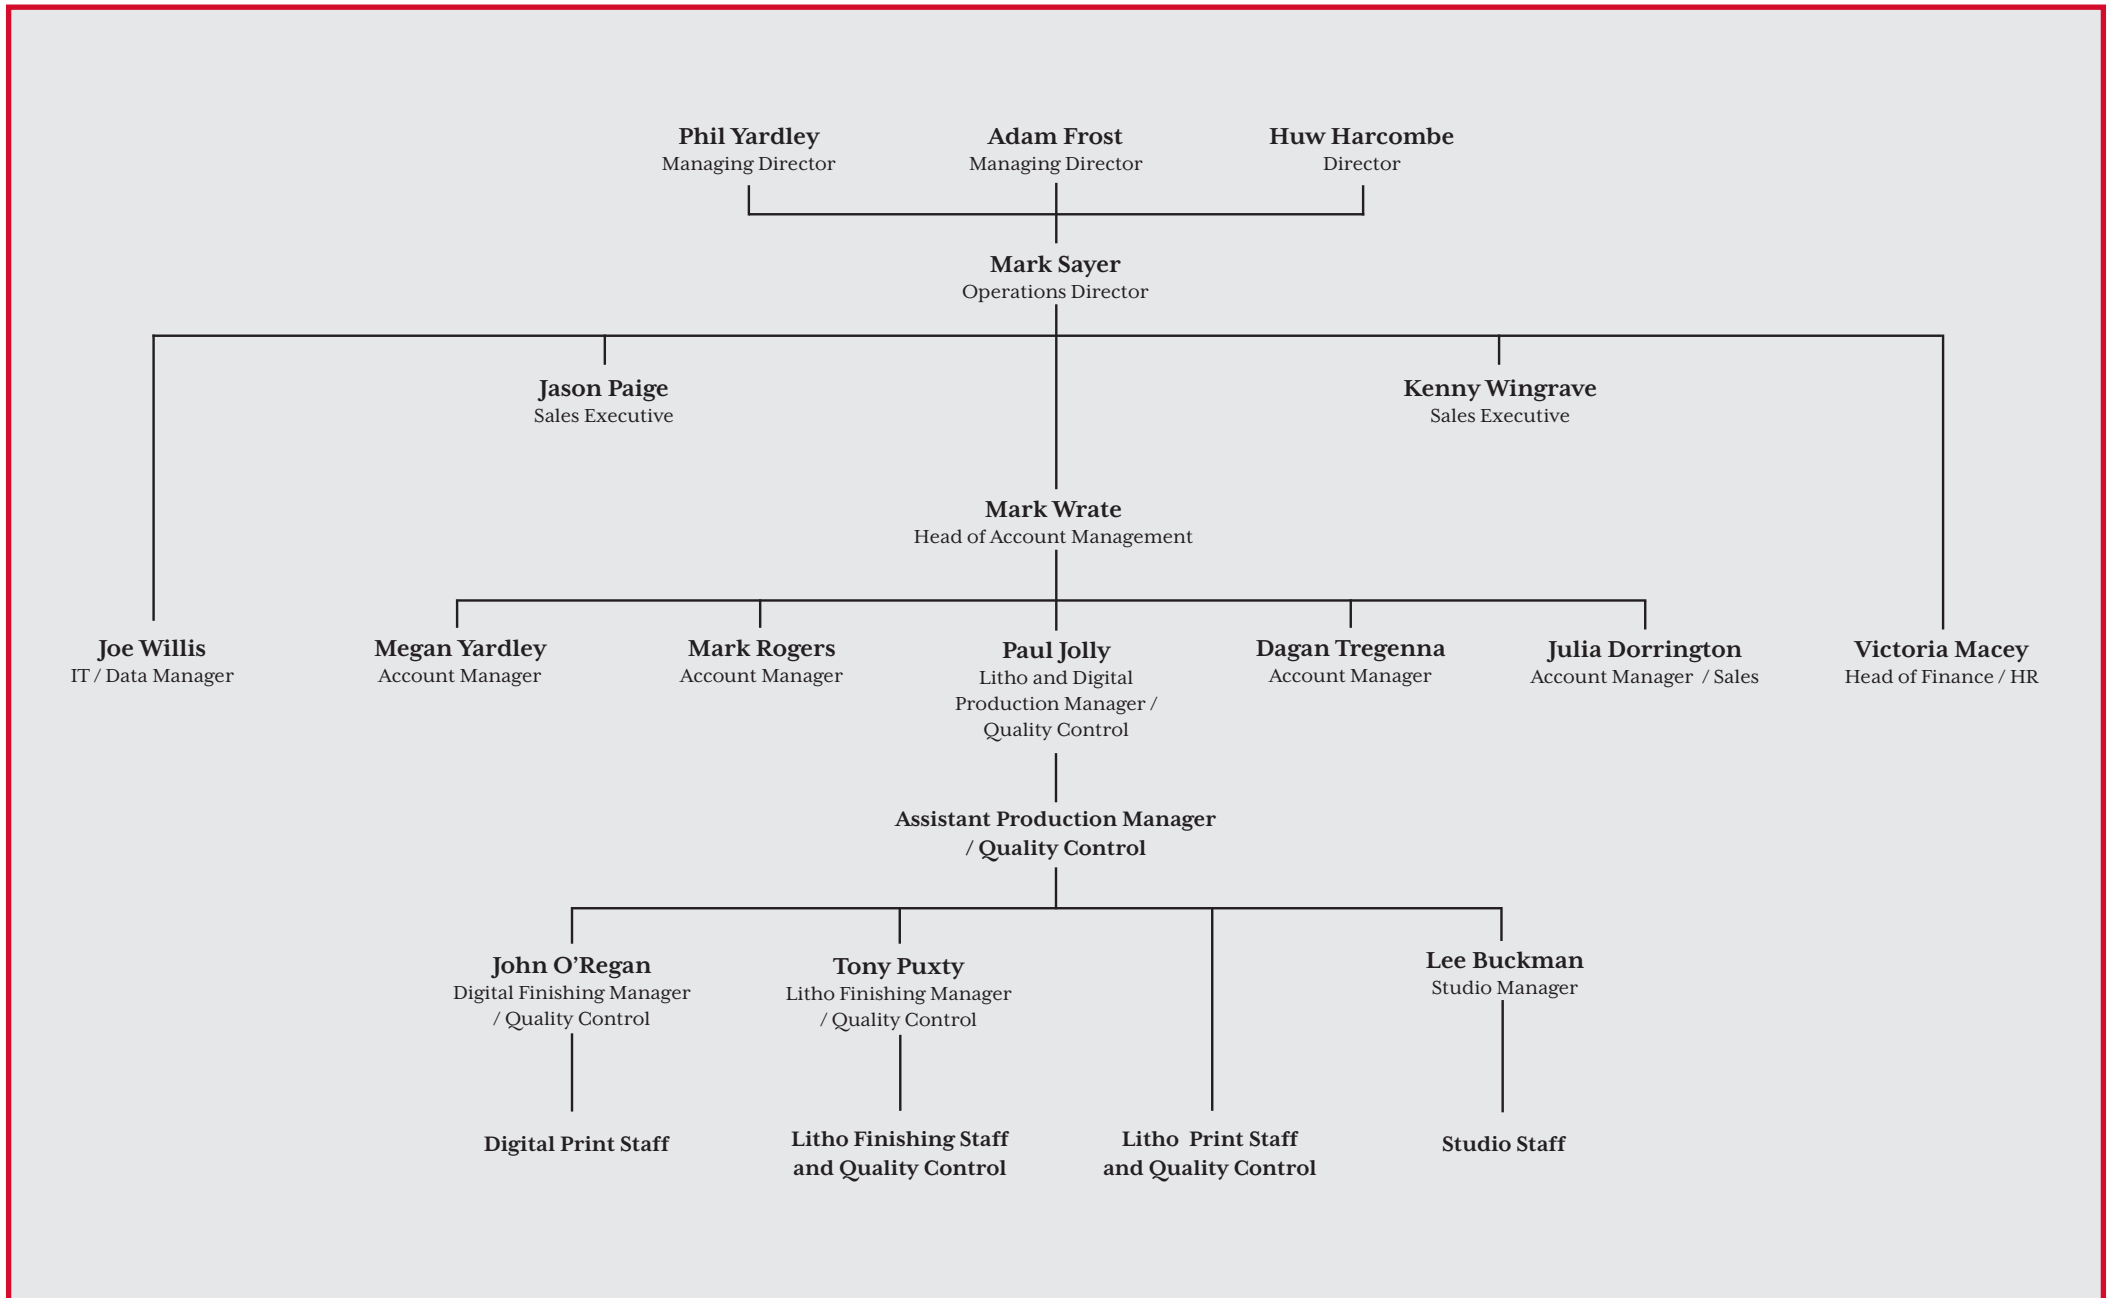 Phil Yardley
Managing Director
Adam Frost
Managing Director
Huw Harcombe
Director
Mark Sayer
Operations Director
Jason Paige
Sales Executive
Kenny Wingrave
Sales Executive
Mark Wrate
Head of Account Management
Joe Willis
IT / Data Manager
Megan Yardley
Account Manager
Mark Rogers
Account Manager
Paul Jolly
Litho and Digital
Production Manager /
Quality Control
Dagan Tregenna
Account Manager
Julia Dorrington
Account Manager / Sales
Victoria Macey
Head of Finance / HR
Assistant Production Manager
/ Quality Control
John O’Regan
Digital Finishing Manager
/ Quality Control
Tony Puxty
Litho Finishing Manager
/ Quality Control
Lee Buckman
Studio Manager
Digital Print Staff
Litho Finishing Staff
and Quality Control
Litho Print Staff
and Quality Control
Studio Staff